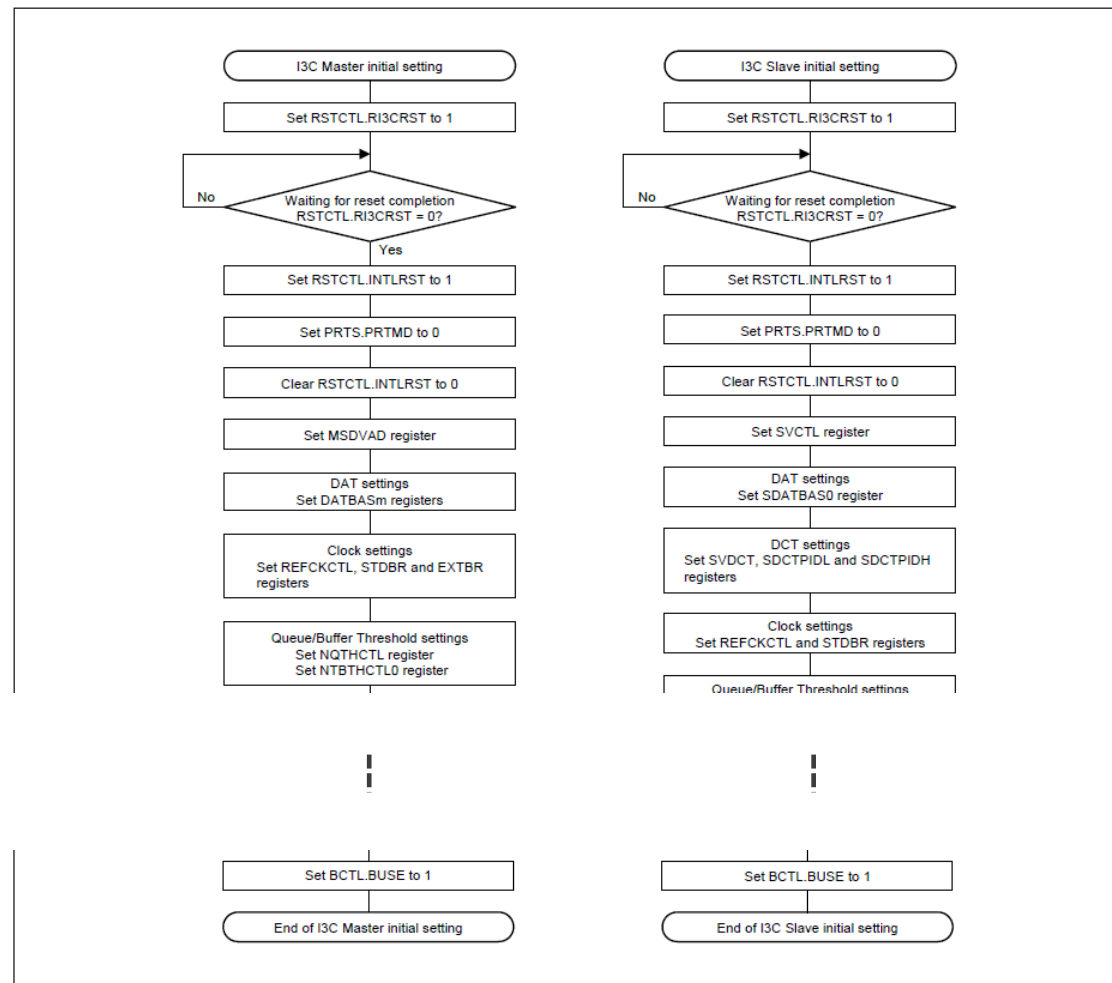 I3C Master initial setting
Set RSTCTL.RI3CRST to 1
No
Waiting for reset completion
RSTCTL.RI3CRST = 0?
Yes
Set RSTCTL.INTLRST to 1
Set PRTS.PRTMD to 0
Clear RSTCTL.INTLRST to 0
Set MSDVAD register
DAT settings
Set DATBASm registers
Clock settings
Set REFCKCTL, STDBR and EXTBR
registers
Queue/Buffer Threshold settings
Set NQTHCTL register
Set NTBTHCTL0 register
Set BCTL.BUSE to 1
End of I3C Master initial setting
I3C Slave initial setting
Set RSTCTL.RI3CRST to 1
No
Waiting for reset completion
RSTCTL.RI3CRST = 0?
Set RSTCTL.INTLRST to 1
Set PRTS.PRTMD to 0
Clear RSTCTL.INTLRST to 0
Set SVCTL register
DAT settings
Set SDATBAS0 register
DCT settings
Set SVDCT, SDCTPIDL and SDCTPIDH
registers
Clock settings
Set REFCKCTL and STDBR registers
Queue/Buffer Threshold settings
Set BCTL.BUSE to 1
End of I3C Slave initial setting